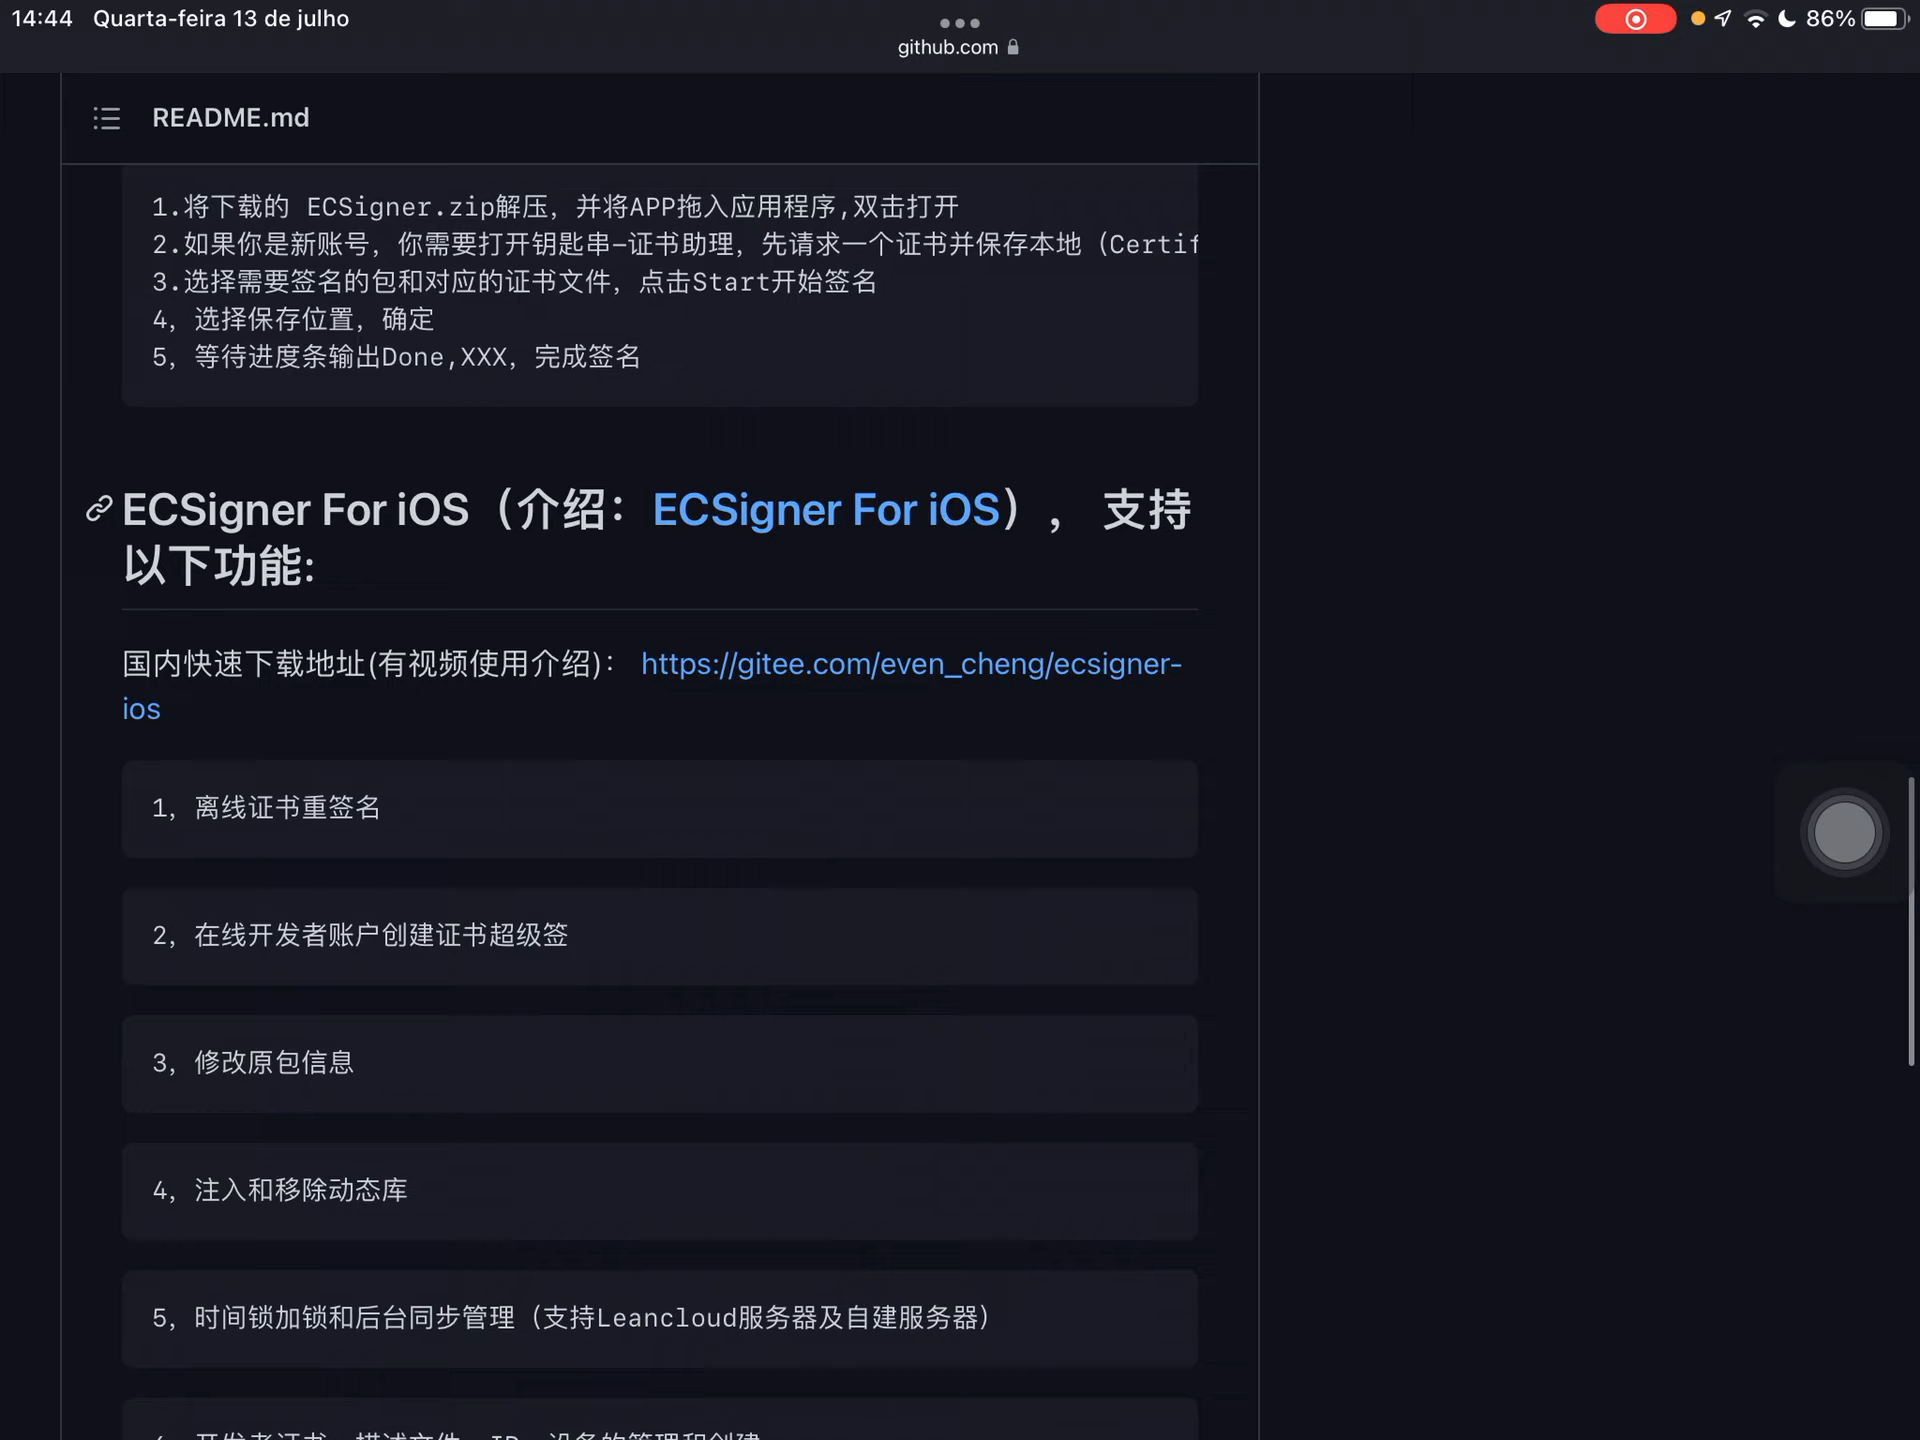 14:44 Quarta-feira 13 de julho
86%
github.com
README.md
1.将下载的 ECSigner.zip解压，并将APP拖入应用程序,双击打开
2.如果你是新账号，你需要打开钥匙串-证书助理，先请求一个证书并保存本地（Certif
3.选择需要签名的包和对应的证书文件，点击Start开始签名
4，选择保存位置，确定
5，等待进度条输出Done,XXX，完成签名
ECSigner For iOS（介绍：ECSigner For iOS）， 支持
以下功能:
国内快速下载地址(有视频使用介绍)： https://gitee.com/even_cheng/ecsigner-
ios
1，离线证书重签名
2，在线开发者账户创建证书超级签
3，修改原包信息
4，注入和移除动态库
5，时间锁加锁和后台同步管理（支持Leancloud服务器及自建服务器）